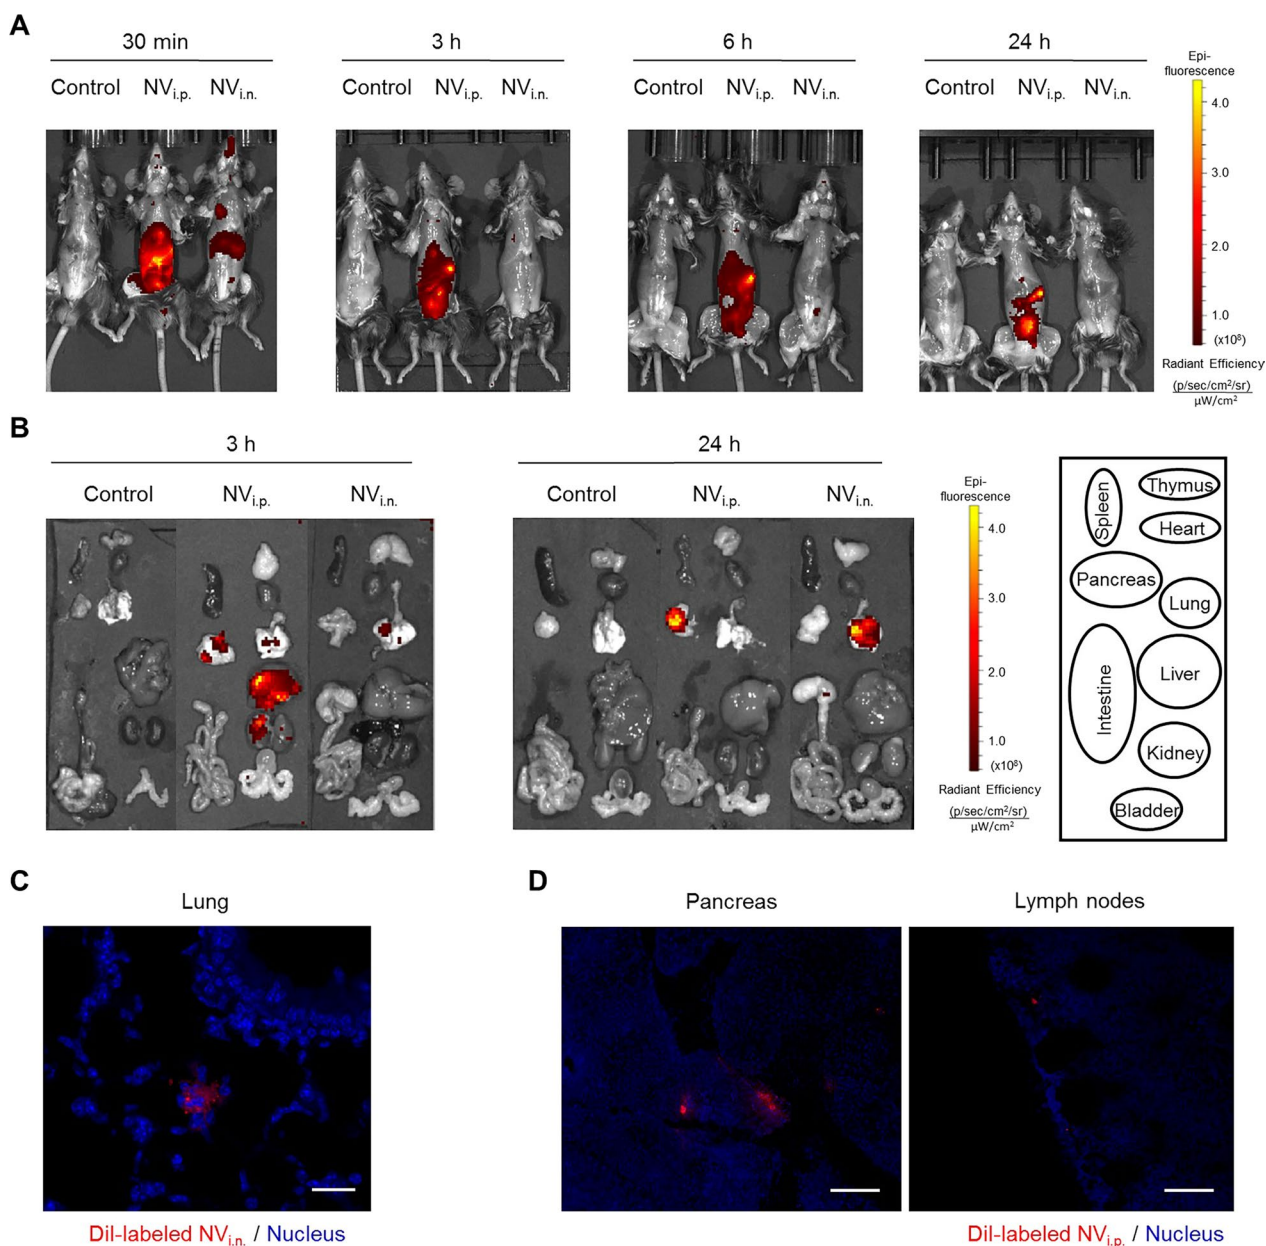 A
30 min
3 h
6 h
24 h
Control NVi.p. NVi.n.
Control NVi.p. NVi.n.
Control NVi.p. NVi.n.
Control NVi.p. NVi.n.
Epi-
fluorescence
4.0
3.0
2.0
1.0
(x10⁸)
Radiant Efficiency
(p/sec/cm²/sr)
µW/cm²
B
3 h
24 h
Control NVi.p. NVi.n.
Control NVi.p. NVi.n.
Epi-
fluorescence
4.0
3.0
2.0
1.0
(x10⁸)
Radiant Efficiency
(p/sec/cm²/sr)
µW/cm²
Spleen
Thymus
Heart
Pancreas
Lung
Intestine
Liver
Kidney
Bladder
C
Lung
DiI-labeled NVi.n. / Nucleus
D
Pancreas
Lymph nodes
DiI-labeled NVi.p. / Nucleus